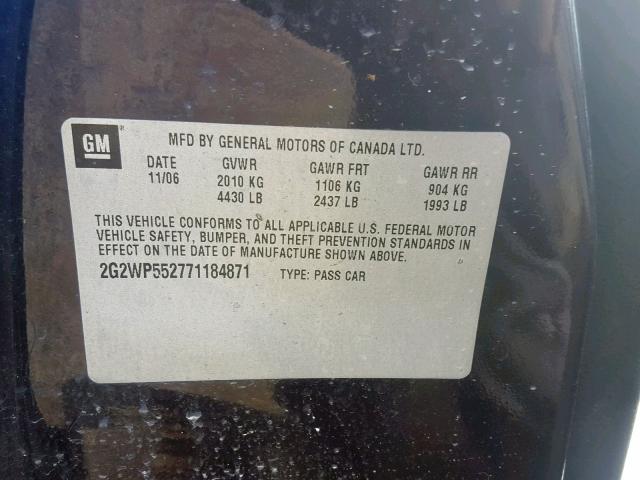 GM
MFD BY GENERAL MOTORS OF CANADA LTD.
DATE GVWR GAWR FRT GAWR RR
11/06 2010 KG 1106 KG 904 KG
4430 LB 2437 LB 1993 LB
THIS VEHICLE CONFORMS TO ALL APPLICABLE U.S. FEDERAL MOTOR
VEHICLE SAFETY, BUMPER, AND THEFT PREVENTION STANDARDS IN
EFFECT ON THE DATE OF MANUFACTURE SHOWN ABOVE.
2G2WP552771184871 TYPE: PASS CAR